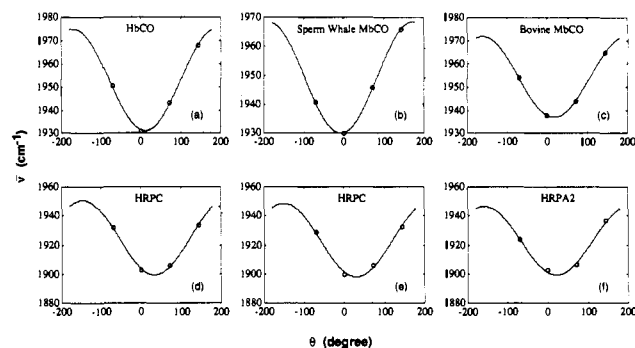 HbCO
Sperm Whale MbCO
Bovine MbCO
1980
1970
1960
1950
1940
1930
(a)
-200 -100 0 100 200
1980
1970
1960
1950
1940
1930
(b)
-200 -100 0 100 200
1980
1970
1960
1950
1940
1930
(c)
-200 -100 0 100 200
ν̄ (cm⁻¹)
HRPC
HRPC
HRPA2
1960
1940
1920
1900
1880
(d)
-200 -100 0 100 200
1960
1940
1920
1900
1880
(e)
-200 -100 0 100 200
1960
1940
1920
1900
1880
(f)
-200 -100 0 100 200
θ (degree)